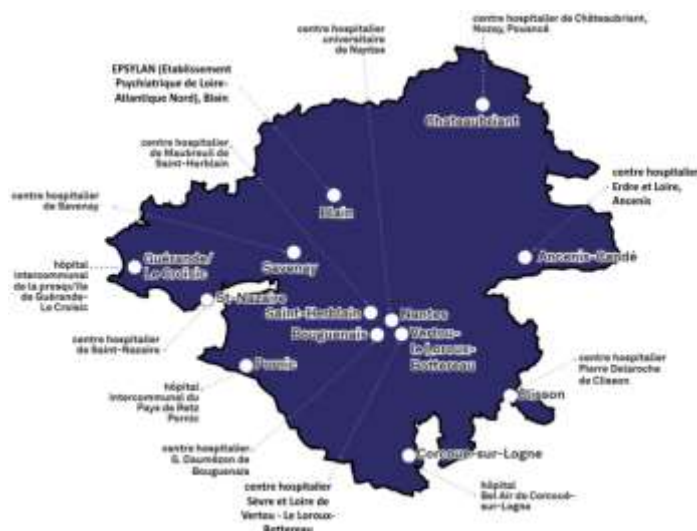 centre hospitalier
universitaire
de Nantes
centre hospitalier de Châteaubriant,
Nozay, Pouancé
EPSYLAN (Etablissement
Psychiatrique de Loire-
Atlantique Nord), Blain
Chateaubriant
centre hospitalier
de Maubreuil de
Saint-Herblain
centre hospitalier
Erdre et Loire,
Ancenis
centre hospitalier
de Savenay
Blain
Guérande/
Le Croisic
Savenay
Ancenis-Candé
hôpital
intercommunal
de la presqu'île
de Guérande-
Le Croisic
St-Nazaire
Saint-Herblain
Nantes
Bouguenais
Vertou-
le Loroux-
Bottereau
centre hospitalier
de Saint-Nazaire
Pornic
centre hospitalier
Pierre Delaroche
de Clisson
Clisson
hôpital
intercommunal du
Pays de Retz
Pornic
centre hospitalier
G. Daumézon de
Bouguenais
Corcoué-sur-Logne
centre hospitalier
Sèvre et Loire de
Vertou - Le Loroux-
Bottereau
hôpital
Bel Air de Corcoué-
sur-Logne